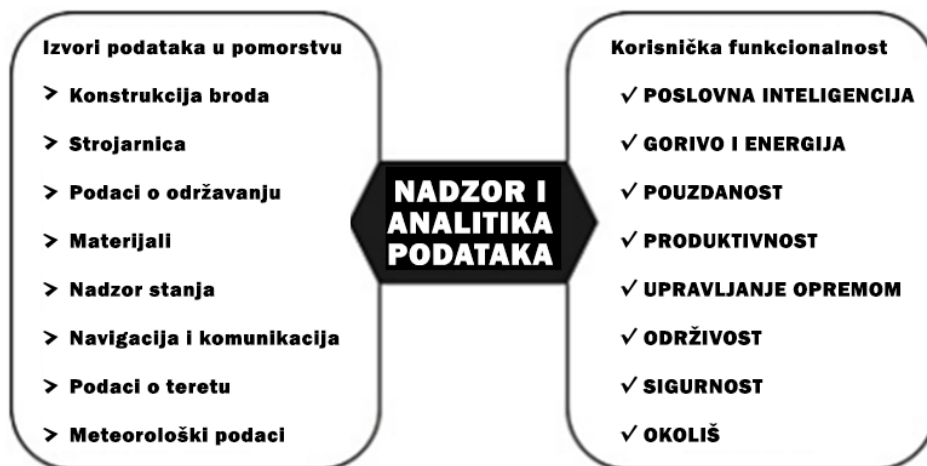 Izvori podataka u pomorstvu
Konstrukcija broda
Strojarnica
Podaci o održavanju
Materijali
Nadzor stanja
Navigacija i komunikacija
Podaci o teretu
Meteorološki podaci
NADZOR I
ANALITIKA
PODATAKA
Korisnička funkcionalnost
POSLOVNA INTELIGENCIJA
GORIVO I ENERGIJA
POUZDANOST
PRODUKTIVNOST
UPRAVLJANJE OPREMOM
ODRŽIVOST
SIGURNOST
OKOLIŠ